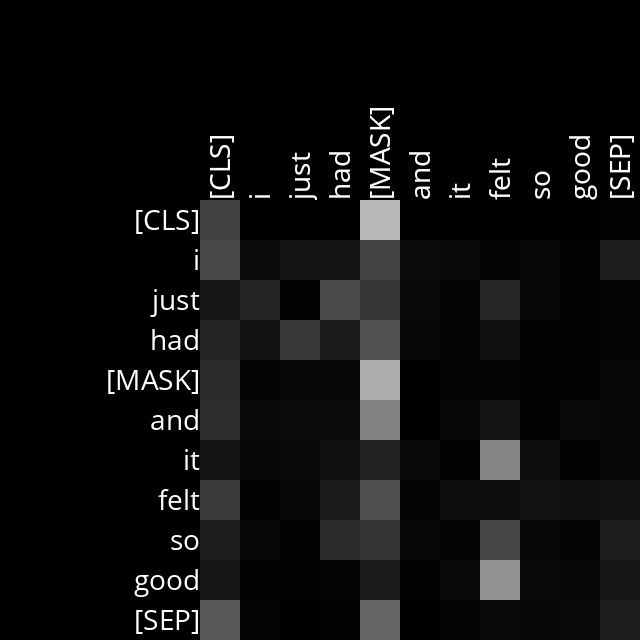 [CLS] i just had [MASK] and it felt so good [SEP]
[CLS]
i
just
had
[MASK]
and
it
felt
so
good
[SEP]